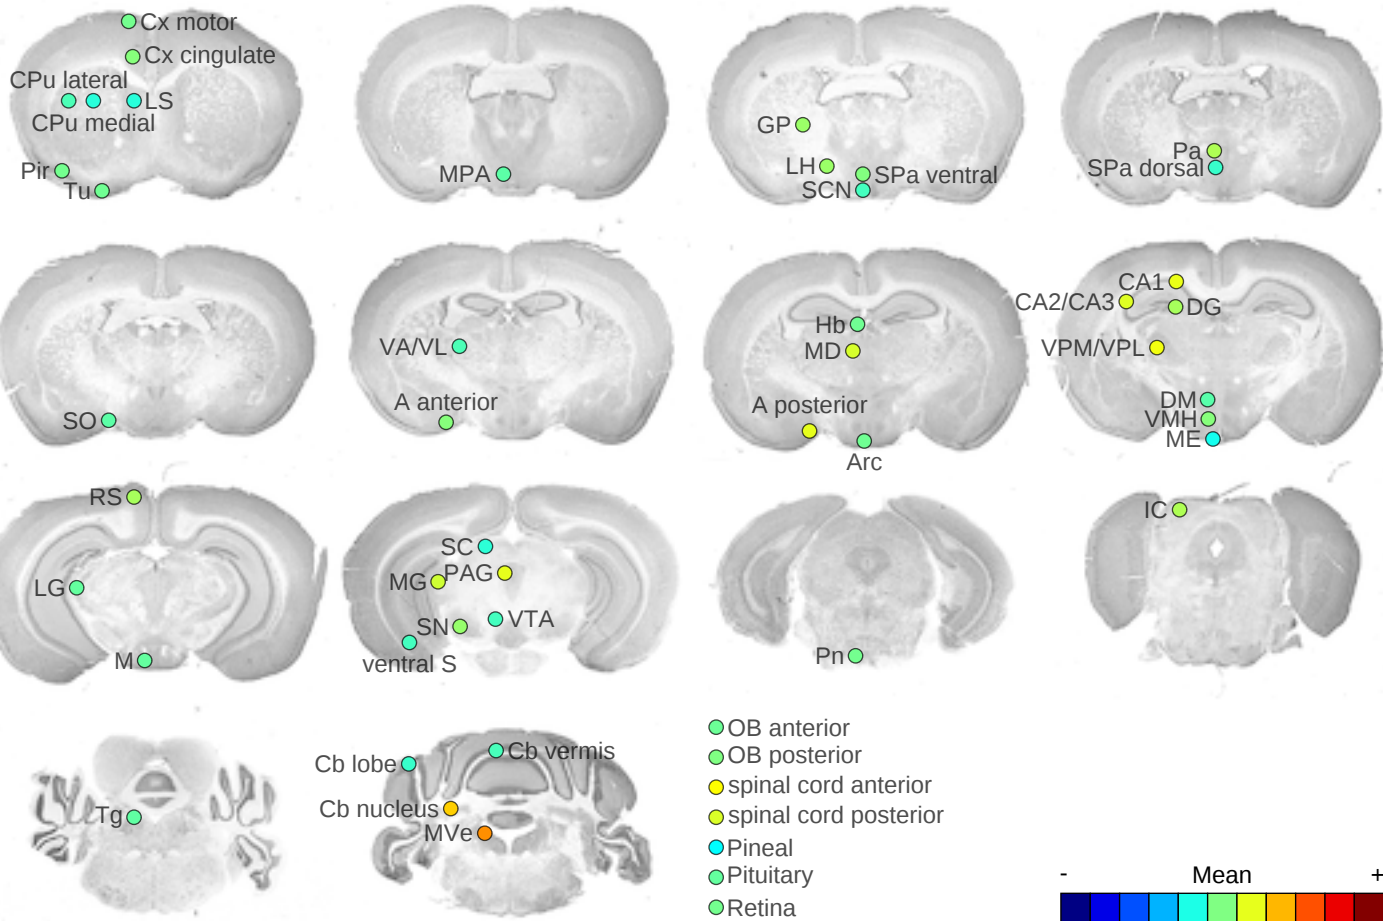 Cx motor
Cx cingulate
CPu lateral
LS
CPu medial
Pir
Tu
MPA
GP
LH
SPa ventral
SCN
Pa
SPa dorsal
SO
VA/VL
A anterior
Hb
MD
A posterior
Arc
CA1
CA2/CA3
DG
VPM/VPL
DM
VMH
ME
RS
LG
M
SC
MG
PAG
SN
VTA
ventral S
Pn
IC
Tg
Cb lobe
Cb vermis
Cb nucleus
MVe
OB anterior
OB posterior
spinal cord anterior
spinal cord posterior
Pineal
Pituitary
Retina
- Mean +